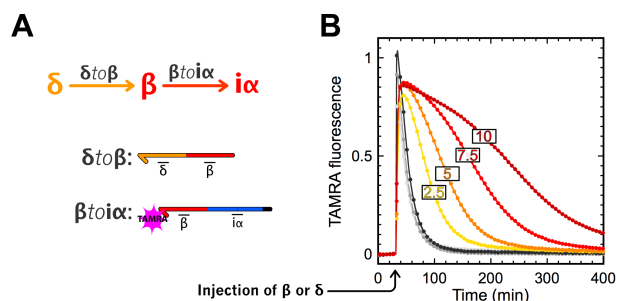 A
δ δtoβ β βtoiα iα
δtoβ:
δ β
βtoiα:
TAMRA
β iα
B
TAMRA fluorescence
1
0.5
0
10
7.5
5
2.5
0 100 200 300 400
Time (min)
Injection of β or δ